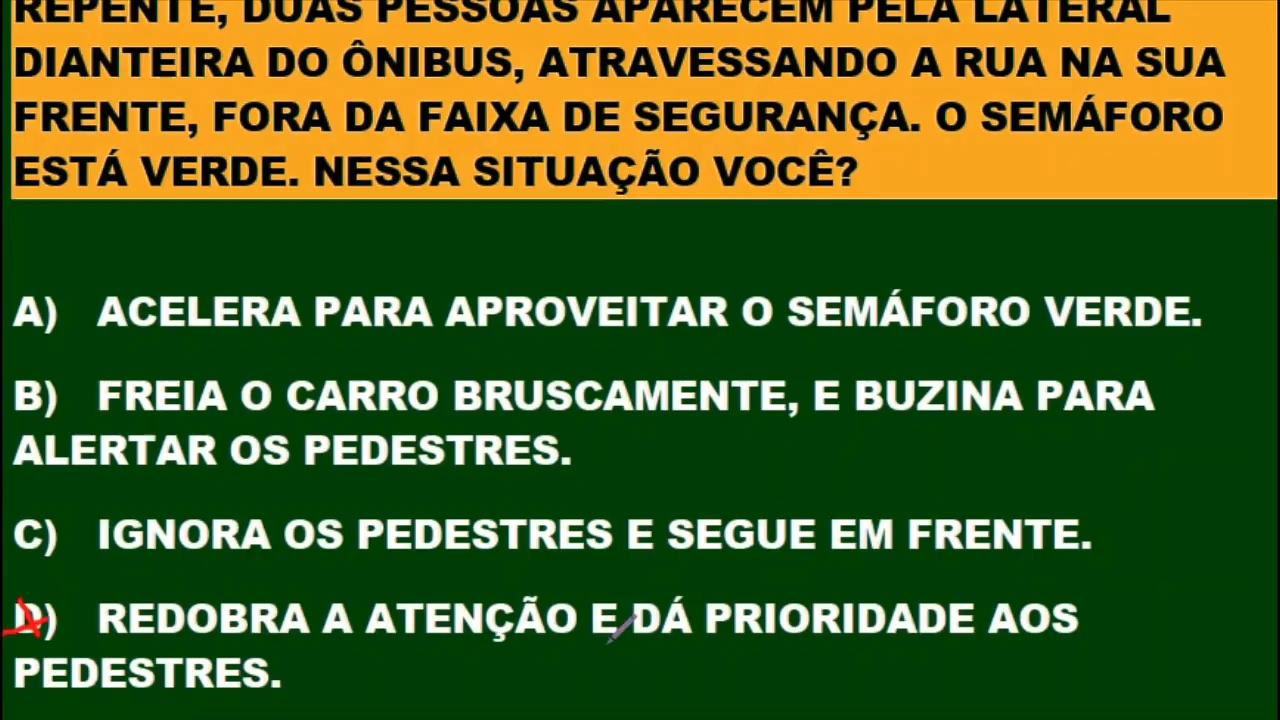 REPENTE, DUAS PESSOAS APARECEM PELA LATERAL
DIANTEIRA DO ÔNIBUS, ATRAVESSANDO A RUA NA SUA
FRENTE, FORA DA FAIXA DE SEGURANÇA. O SEMÁFORO
ESTÁ VERDE. NESSA SITUAÇÃO VOCÊ?
A) ACELERA PARA APROVEITAR O SEMÁFORO VERDE.
B) FREIA O CARRO BRUSCAMENTE, E BUZINA PARA
ALERTAR OS PEDESTRES.
C) IGNORA OS PEDESTRES E SEGUE EM FRENTE.
D) REDOBRA A ATENÇÃO E DÁ PRIORIDADE AOS
PEDESTRES.